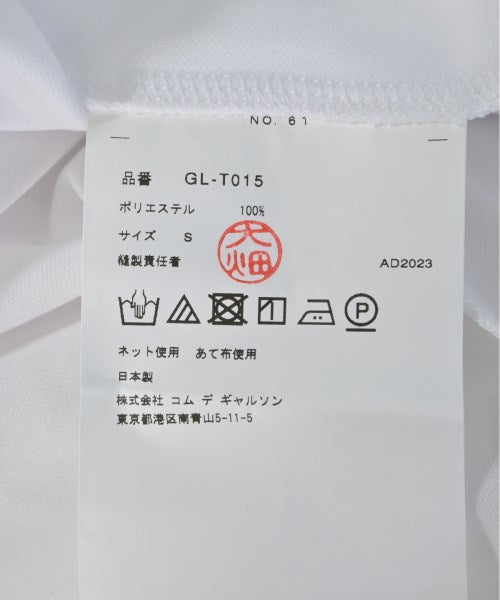 NO. 61
品番 GL-T015
ポリエステル 100%
サイズ S
大畑
縫製責任者 AD2023
P
ネット使用 あて布使用
日本製
株式会社 コム デ ギャルソン
東京都港区南青山5-11-5